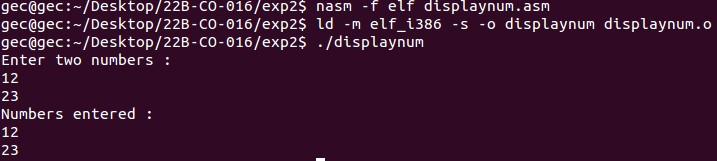 gec@gec:~/Desktop/22B-CO-016/exp2$ nasm -f elf displaynum.asm
gec@gec:~/Desktop/22B-CO-016/exp2$ ld -m elf_i386 -s -o displaynum displaynum.o
gec@gec:~/Desktop/22B-CO-016/exp2$ ./displaynum
Enter two numbers :
12
23
Numbers entered :
12
23